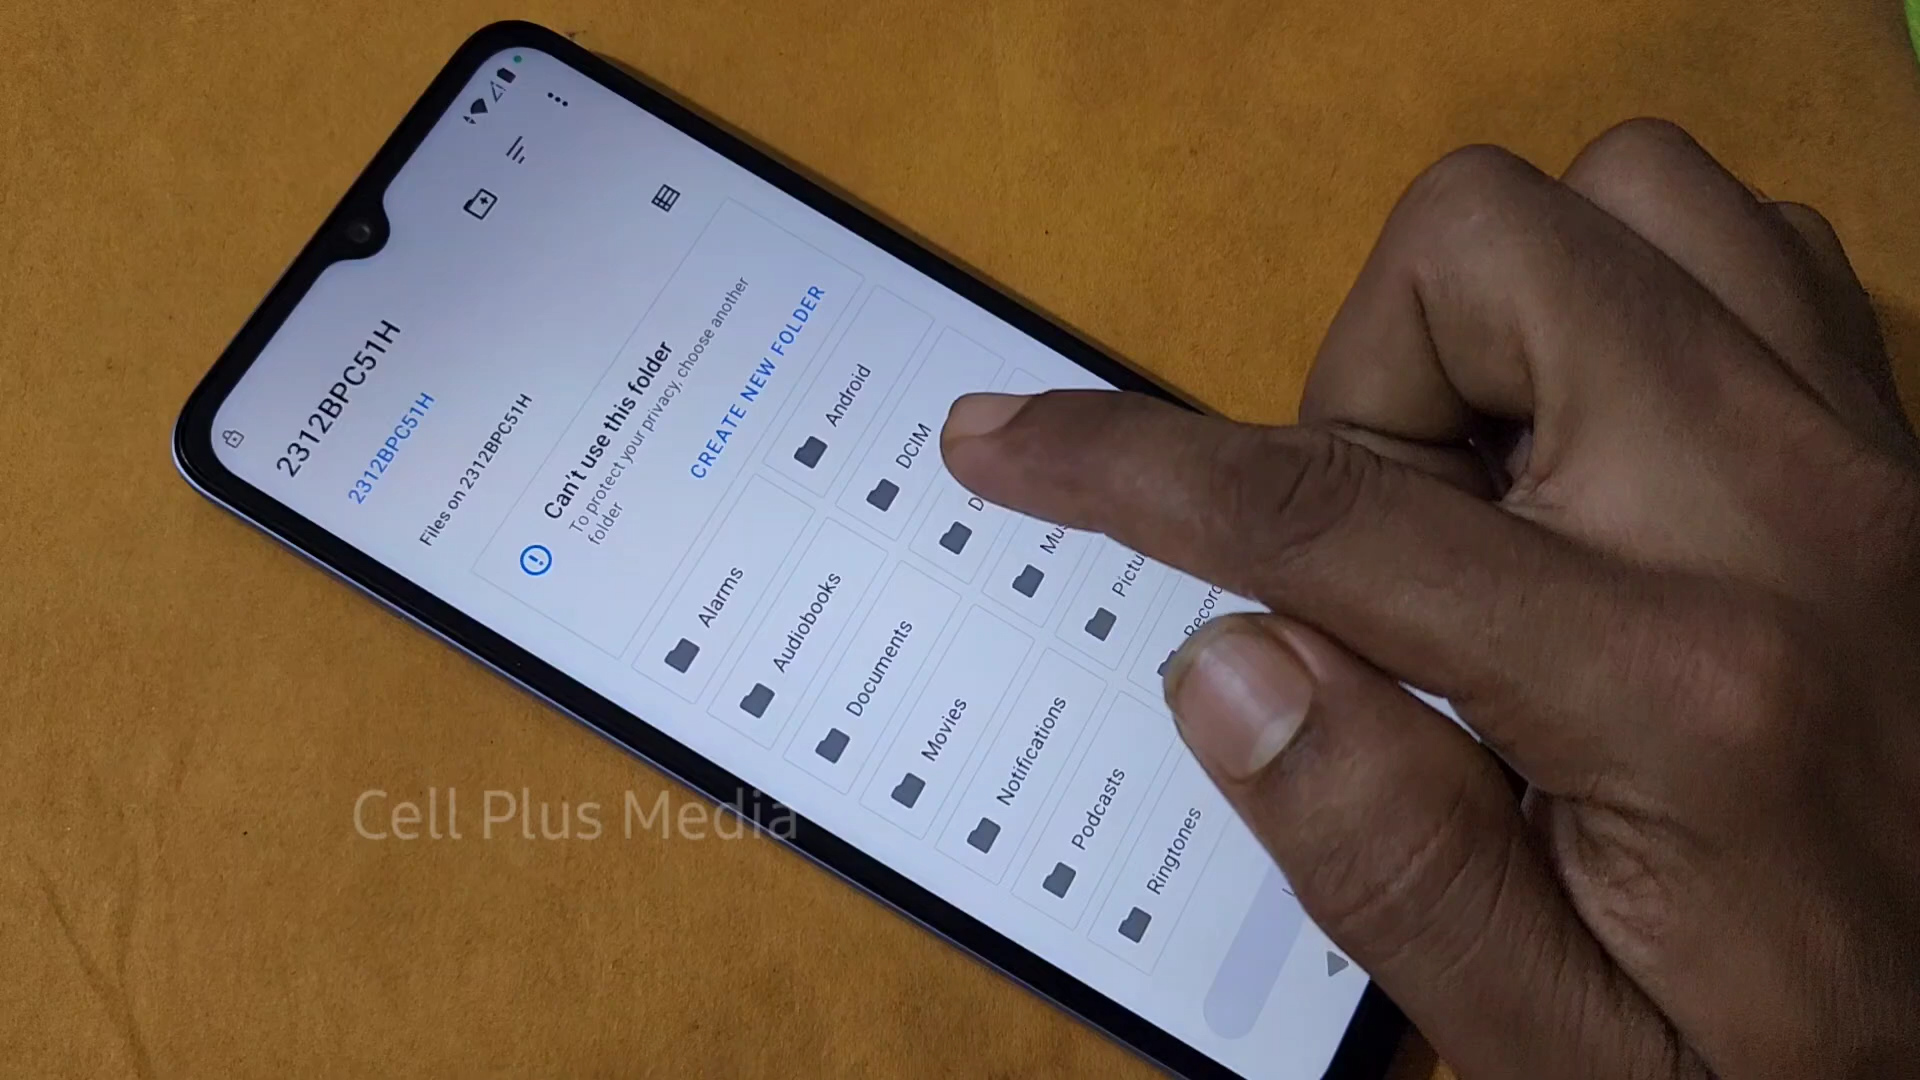 2312BPC51H
2312BPC51H
Files on 2312BPC51H
Can't use this folder
To protect your privacy, choose another
folder
CREATE NEW FOLDER
Alarms
Android
Audiobooks
DCIM
Documents
Movies
Notifications
Podcasts
Ringtones
Cell Plus Media